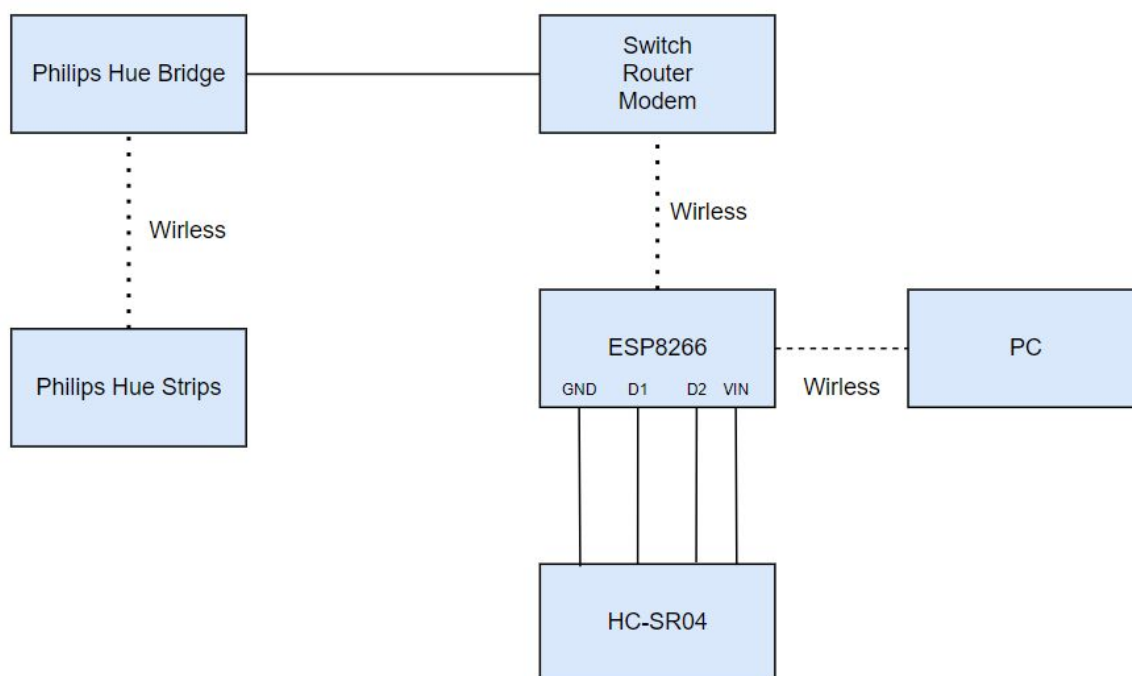 Philips Hue Bridge
Switch
Router
Modem
Wirless
Wirless
Philips Hue Strips
ESP8266
GND D1 D2 VIN
Wirless
PC
HC-SR04